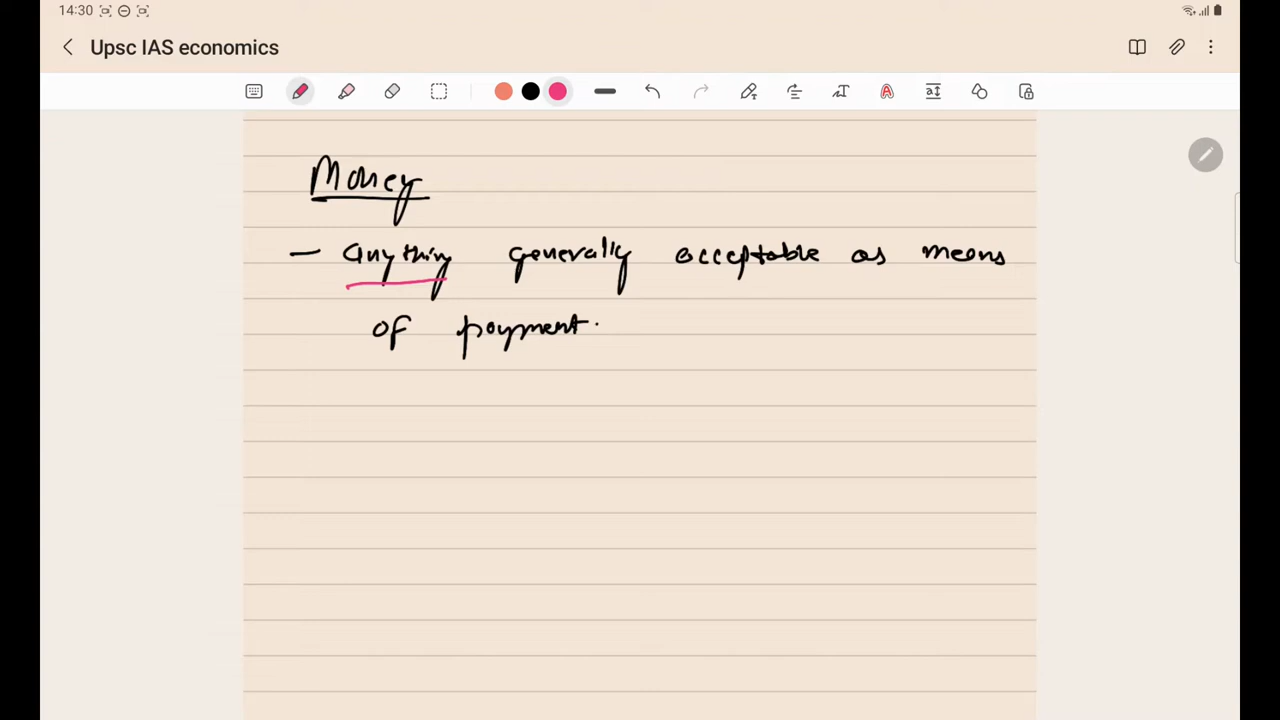 14:30
Upsc IAS economics
Money
- anything generally acceptable as means
of payment.